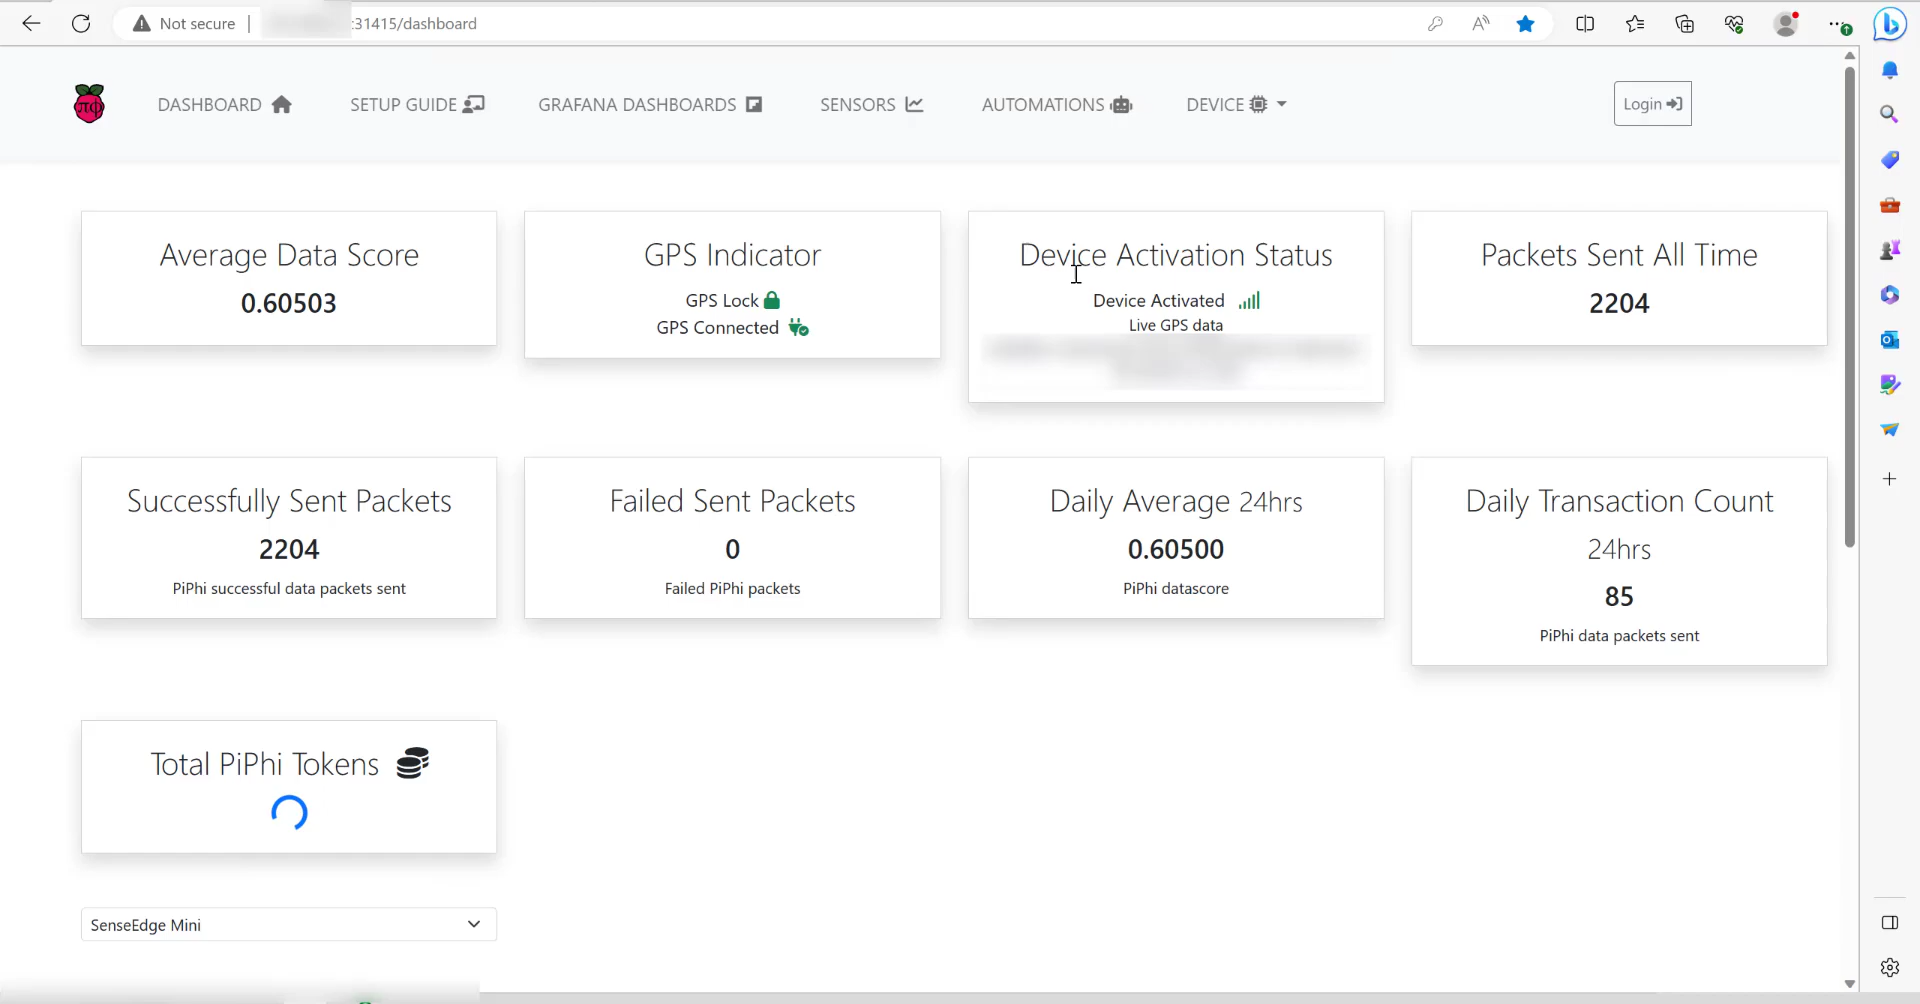 Not secure
:31415/dashboard
πφ
DASHBOARD
SETUP GUIDE
GRAFANA DASHBOARDS
SENSORS
AUTOMATIONS
DEVICE
Login
Average Data Score
0.60503
GPS Indicator
GPS Lock
GPS Connected
Device Activation Status
Device Activated
Live GPS data
Packets Sent All Time
2204
Successfully Sent Packets
2204
PiPhi successful data packets sent
Failed Sent Packets
0
Failed PiPhi packets
Daily Average 24hrs
0.60500
PiPhi datascore
Daily Transaction Count
24hrs
85
PiPhi data packets sent
Total PiPhi Tokens
SenseEdge Mini